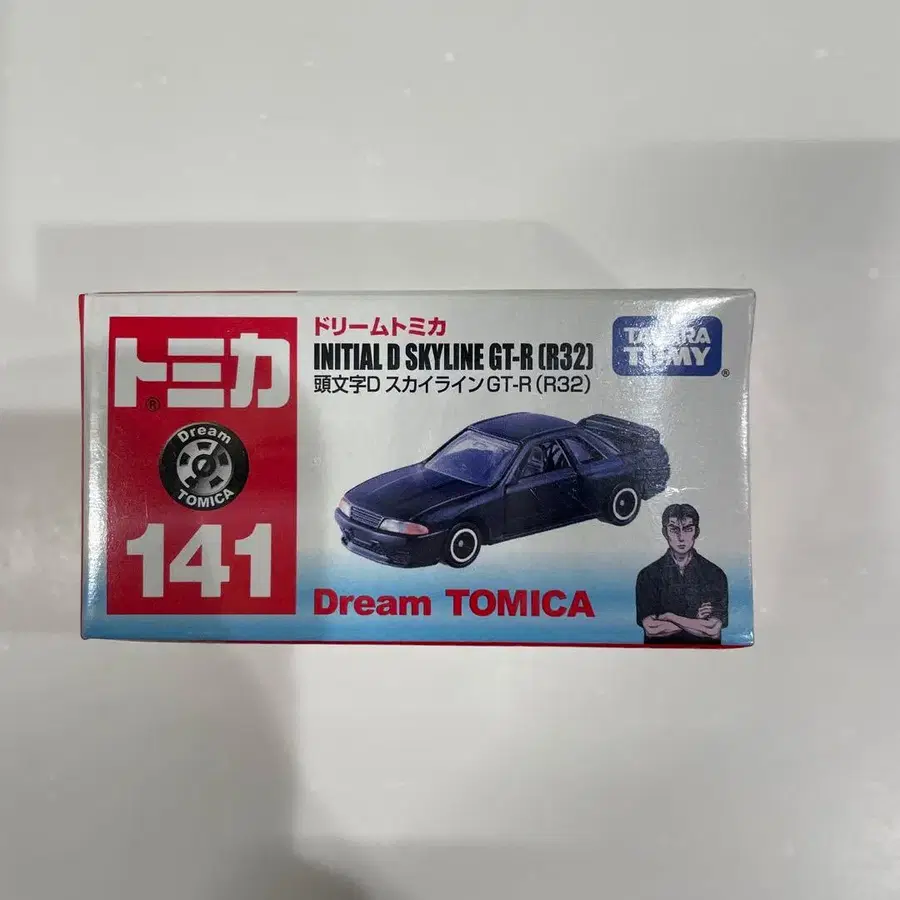 トミカ
®
Dream
TOMICA
141
ドリームトミカ
INITIAL D SKYLINE GT-R (R32)
頭文字D スカイラインGT-R (R32)
Dream TOMICA
TAKARA
TOMY
®